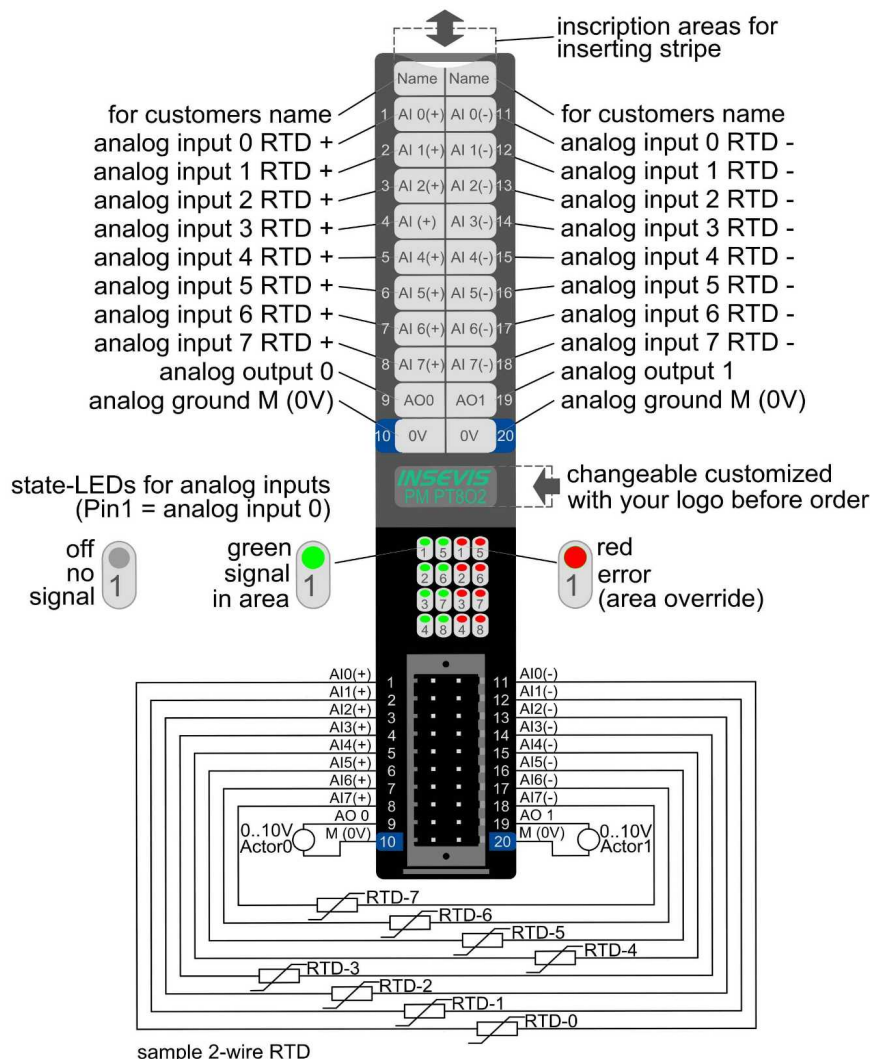 inscription areas for
inserting stripe
Name Name
for customers name
for customers name
1 AI 0(+) AI 0(-) 11
analog input 0 RTD +
analog input 0 RTD -
2 AI 1(+) AI 1(-) 12
analog input 1 RTD +
analog input 1 RTD -
3 AI 2(+) AI 2(-) 13
analog input 2 RTD +
analog input 2 RTD -
4 AI (+) AI 3(-) 14
analog input 3 RTD +
analog input 3 RTD -
5 AI 4(+) AI 4(-) 15
analog input 4 RTD +
analog input 4 RTD -
6 AI 5(+) AI 5(-) 16
analog input 5 RTD +
analog input 5 RTD -
7 AI 6(+) AI 6(-) 17
analog input 6 RTD +
analog input 6 RTD -
8 AI 7(+) AI 7(-) 18
analog input 7 RTD +
analog input 7 RTD -
9 AO0 AO1 19
analog output 0
analog output 1
10 0V 0V 20
analog ground M (0V)
analog ground M (0V)
INSEVIS
PM PT8O2
changeable customized
with your logo before order
state-LEDs for analog inputs
(Pin1 = analog input 0)
off
no
signal
1
green
signal
in area
1
1 5 1 5
2 6 2 6
3 7 3 7
4 8 4 8
1
red
error
(area override)
AI0(+) 1 11 AI0(-)
AI1(+) 2 12 AI1(-)
AI2(+) 3 13 AI2(-)
AI3(+) 4 14 AI3(-)
AI4(+) 5 15 AI4(-)
AI5(+) 6 16 AI5(-)
AI6(+) 7 17 AI6(-)
AI7(+) 8 18 AI7(-)
AO 0 9 19 AO 1
M (0V) 10 20 M (0V)
0..10V
Actor0
0..10V
Actor1
RTD-7
RTD-6
RTD-5
RTD-4
RTD-3
RTD-2
RTD-1
RTD-0
sample 2-wire RTD